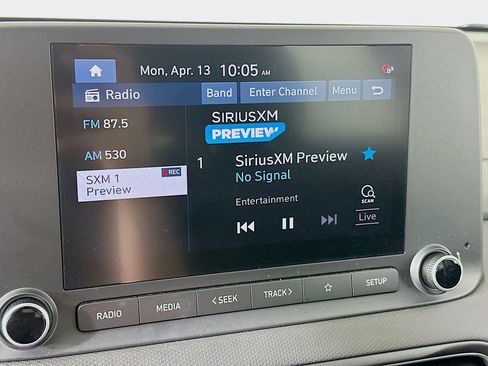 Mon, Apr. 13 10:05 AM
Radio Band Enter Channel Menu
FM 87.5
AM 530
SXM 1 REC
Preview
SIRIUSXM
PREVIEW
1 SiriusXM Preview
No Signal
Entertainment
SCAN
Live
RADIO MEDIA < SEEK TRACK > SETUP